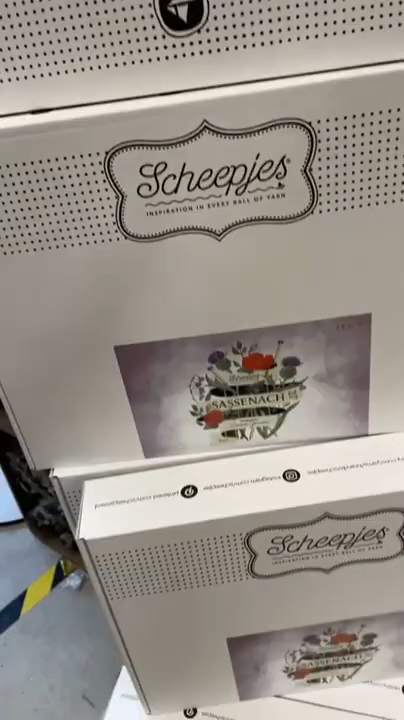 Scheepjes®
INSPIRATION IN EVERY BALL OF YARN
SASSENACH
pinterest.com/scheepjes
instagram.com/scheepjes
Scheepjes
INSPIRATION IN EVERY BALL OF YARN
SASSENACH